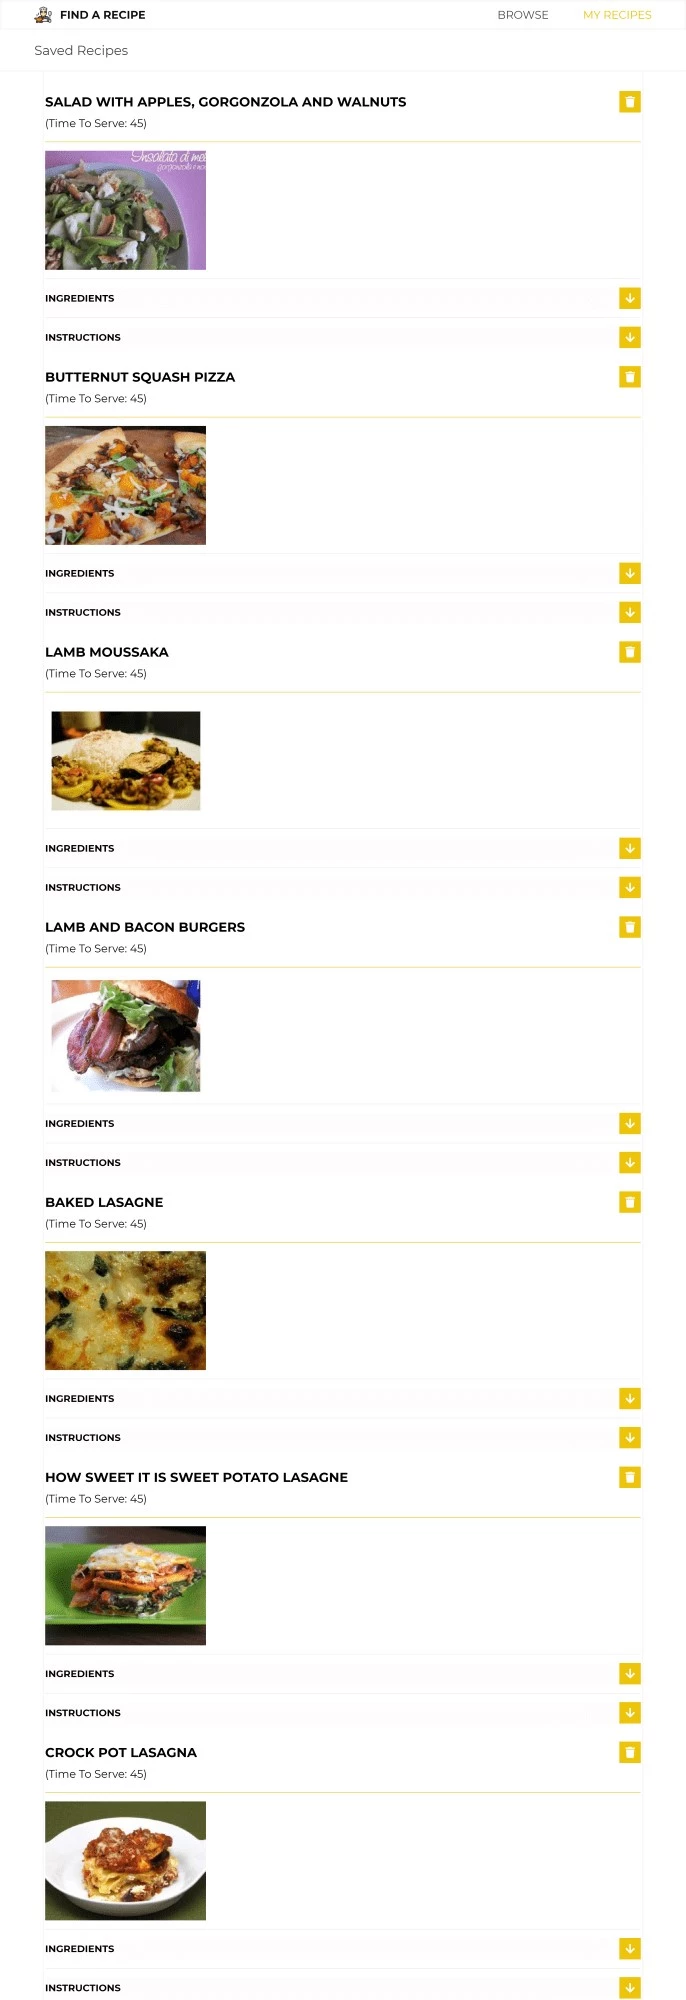 FIND A RECIPE
BROWSE
MY RECIPES
Saved Recipes
SALAD WITH APPLES, GORGONZOLA AND WALNUTS
(Time To Serve: 45)
Insalata di me
gorgonzola e no
INGREDIENTS
INSTRUCTIONS
BUTTERNUT SQUASH PIZZA
(Time To Serve: 45)
INGREDIENTS
INSTRUCTIONS
LAMB MOUSSAKA
(Time To Serve: 45)
INGREDIENTS
INSTRUCTIONS
LAMB AND BACON BURGERS
(Time To Serve: 45)
INGREDIENTS
INSTRUCTIONS
BAKED LASAGNE
(Time To Serve: 45)
INGREDIENTS
INSTRUCTIONS
HOW SWEET IT IS SWEET POTATO LASAGNE
(Time To Serve: 45)
INGREDIENTS
INSTRUCTIONS
CROCK POT LASAGNA
(Time To Serve: 45)
INGREDIENTS
INSTRUCTIONS